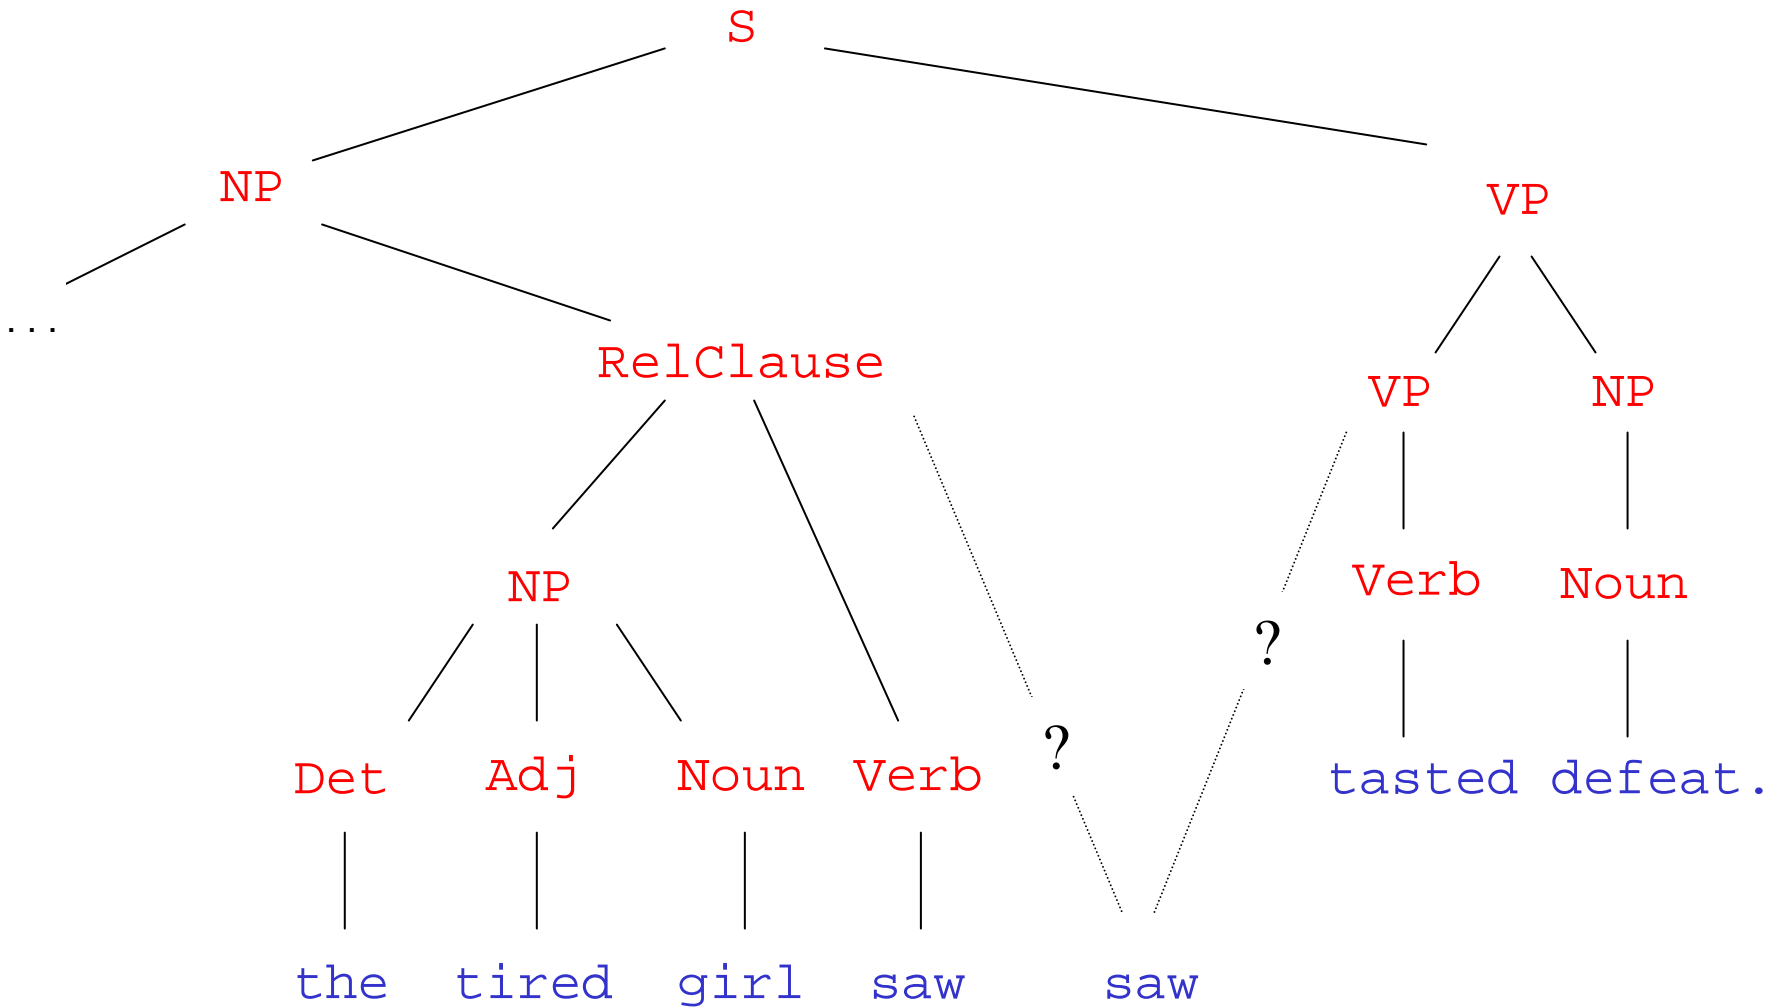 S
NP VP
...
RelClause VP NP
NP Verb Noun
?
?
Det Adj Noun Verb tasted defeat.
the tired girl saw saw